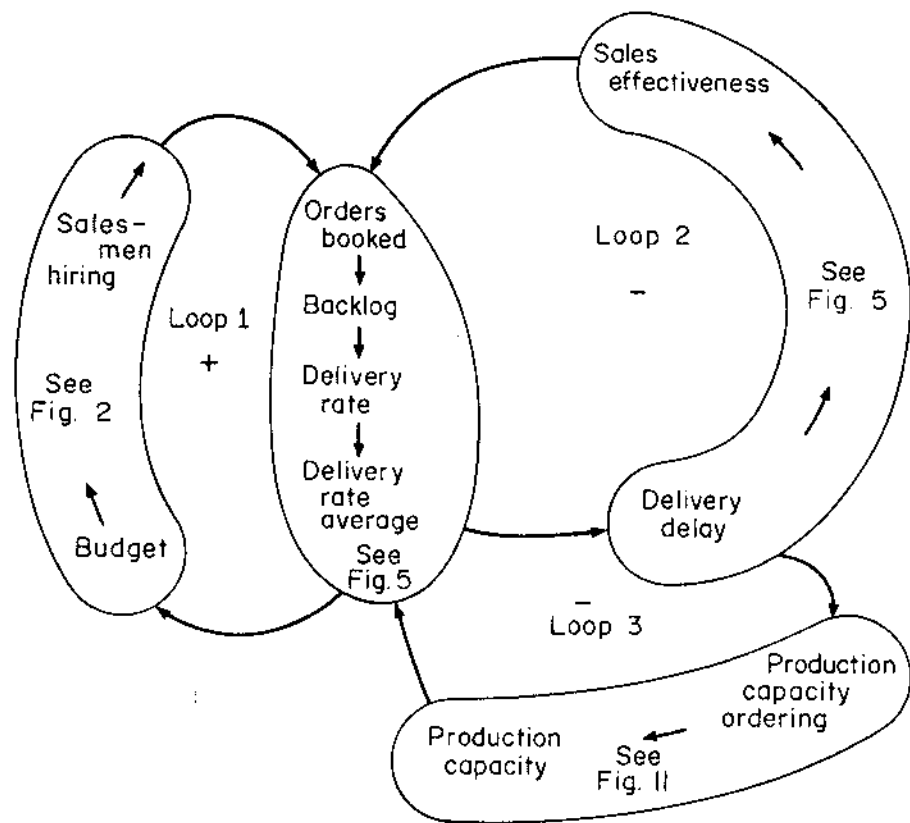 Sales
effectiveness
See
Fig. 5
Delivery
delay
Loop 2
−
Orders
booked
Backlog
Delivery
rate
Delivery
rate
average
See
Fig. 5
Loop 1
+
Sales-
men
hiring
See
Fig. 2
Budget
−
Loop 3
Production
capacity
ordering
See
Fig. 11
Production
capacity